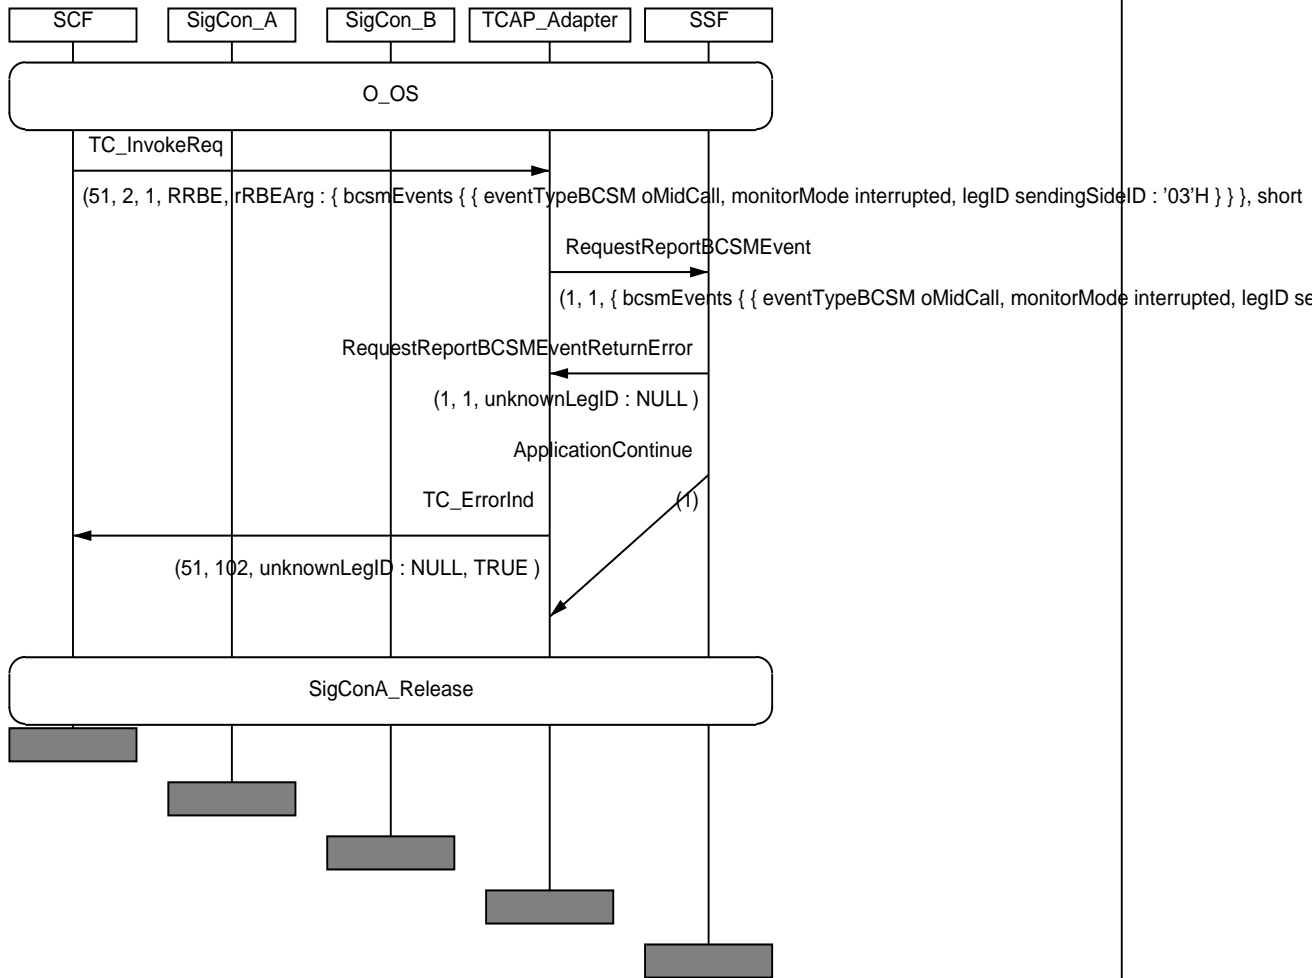 SCF SigCon_A SigCon_B TCAP_Adapter SSF
O_OS
TC_InvokeReq
(51, 2, 1, RRBE, rRBEArg : { bcsmEvents { { eventTypeBCSM oMidCall, monitorMode interrupted, legID sendingSideID : '03'H } } }, short
RequestReportBCSMEvent
(1, 1, { bcsmEvents { { eventTypeBCSM oMidCall, monitorMode interrupted, legID se
RequestReportBCSMEventReturnError
(1, 1, unknownLegID : NULL )
ApplicationContinue
TC_ErrorInd
(1)
(51, 102, unknownLegID : NULL, TRUE )
SigConA_Release